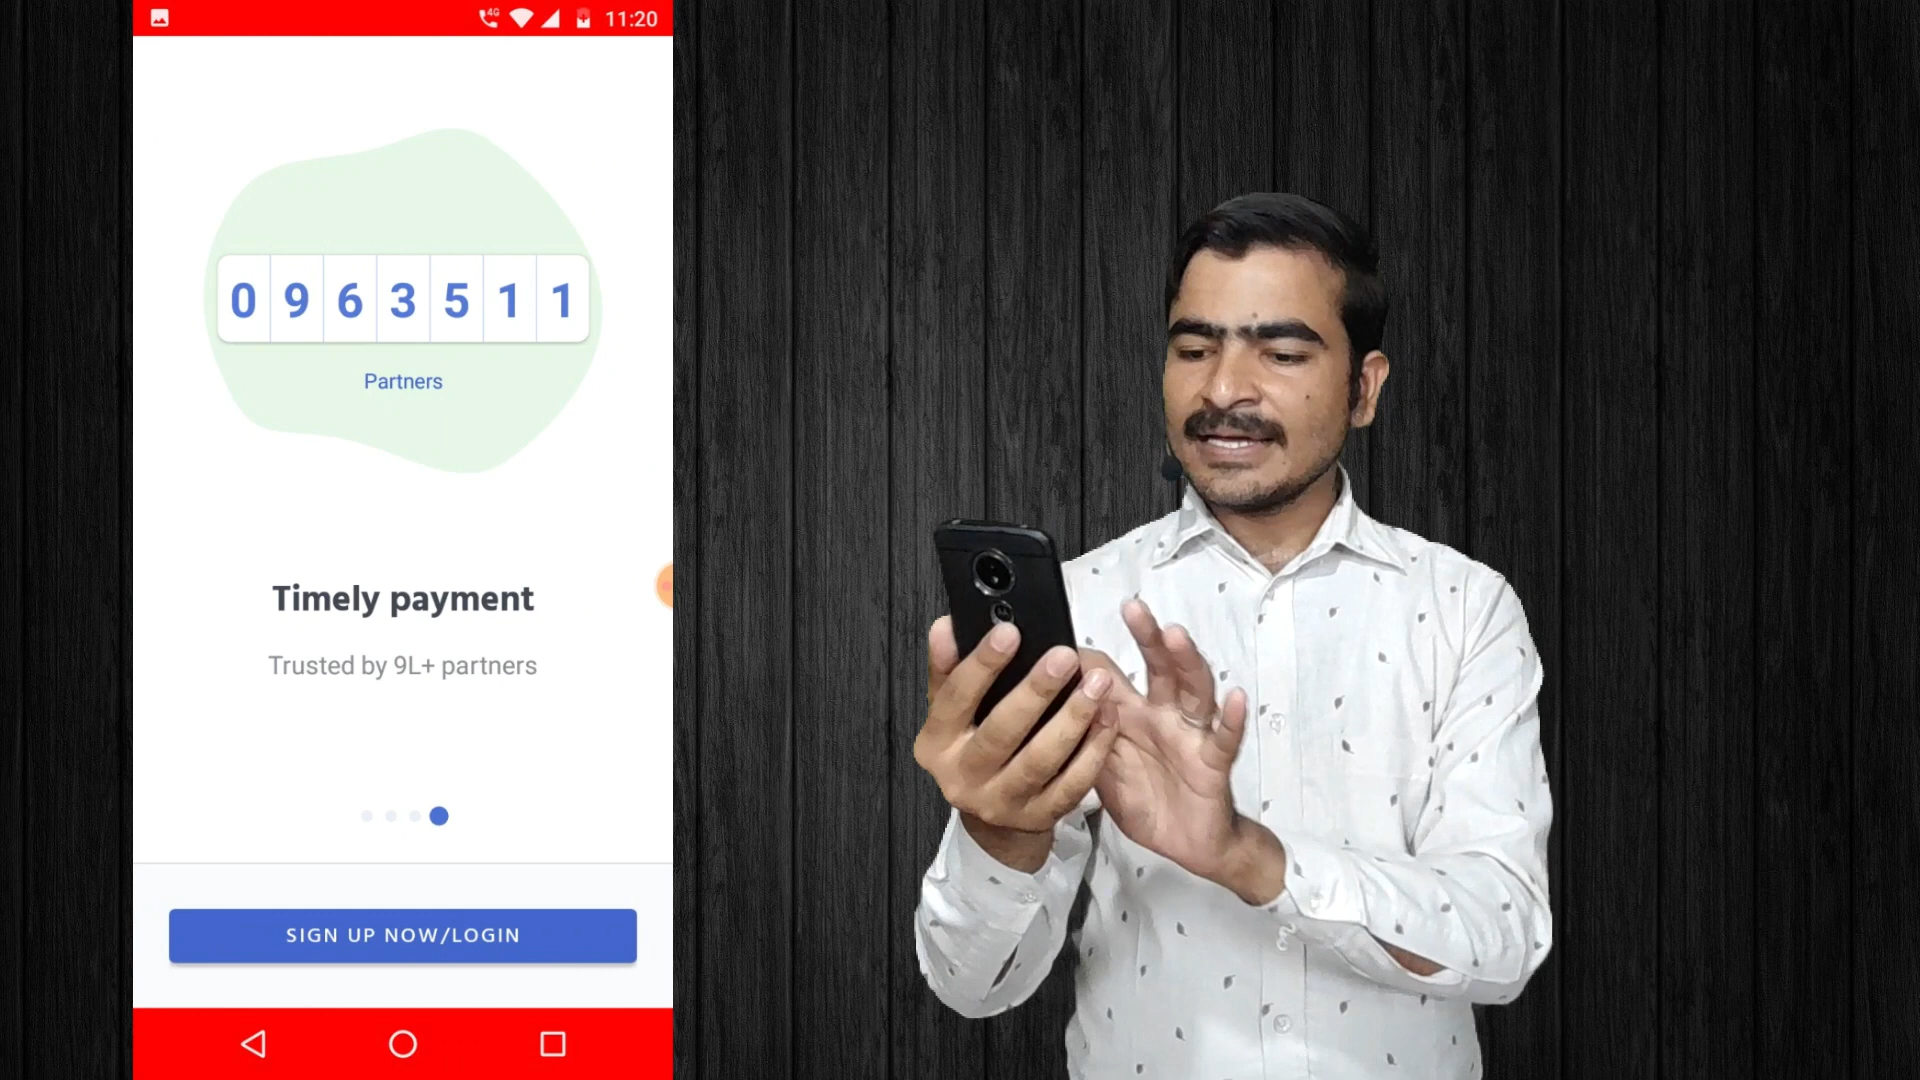 4G 11:20
0 9 6 3 5 1 1
Partners
Timely payment
Trusted by 9L+ partners
SIGN UP NOW/LOGIN